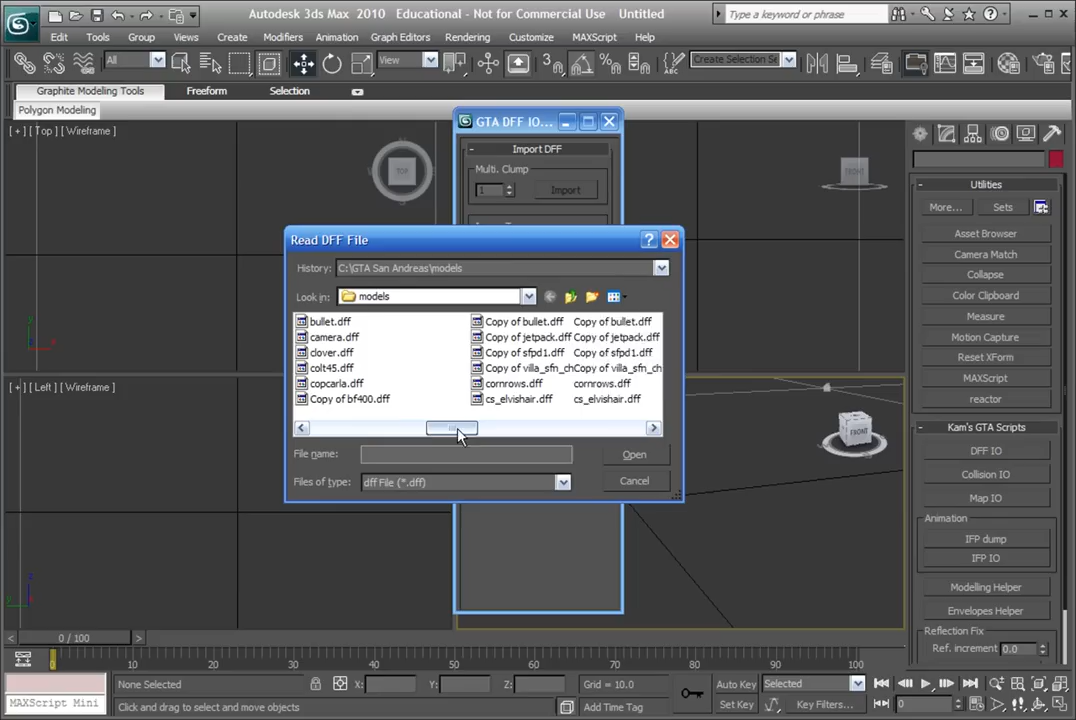 Autodesk 3ds Max 2010 Educational - Not for Commercial Use Untitled
Type a keyword or phrase
Edit Tools Group Views Create Modifiers Animation Graph Editors Rendering Customize MAXScript Help
All
View
Create Selection Se
Graphite Modeling Tools Freeform Selection
Polygon Modeling
[ + ] [ Top ] [ Wireframe ]
TOP
FRONT
GTA DFF IO...
- Import DFF
Multi. Clump
1 Import
Read DFF File
History: C:\GTA San Andreas\models
Look in: models
bullet.dff
camera.dff
clover.dff
colt45.dff
copcarla.dff
Copy of bf400.dff
Copy of bullet.dff
Copy of jetpack.dff
Copy of sfpd1.dff
Copy of villa_sfn_ch
cornrows.dff
cs_elvishair.dff
Copy of bullet.dff
Copy of jetpack.dff
Copy of sfpd1.dff
Copy of villa_sfn_ch
cornrows.dff
cs_elvishair.dff
File name:
Open
Files of type: dff File (*.dff)
Cancel
[ + ] [ Left ] [ Wireframe ]
FRONT
- Utilities
More... Sets
Asset Browser
Camera Match
Collapse
Color Clipboard
Measure
Motion Capture
Reset XForm
MAXScript
reactor
- Kam's GTA Scripts
DFF IO
Collision IO
Map IO
Animation
IFP dump
IFP IO
Modelling Helper
Envelopes Helper
Reflection Fix
Ref. increment 0.0
< 0 / 100 >
0 10 20 30 40 50 60 70 80 90 100
None Selected
X: Y: Z: Grid = 10.0
Auto Key Selected
MAXScript Mini
Click and drag to select and move objects
Add Time Tag
Set Key Key Filters...
0